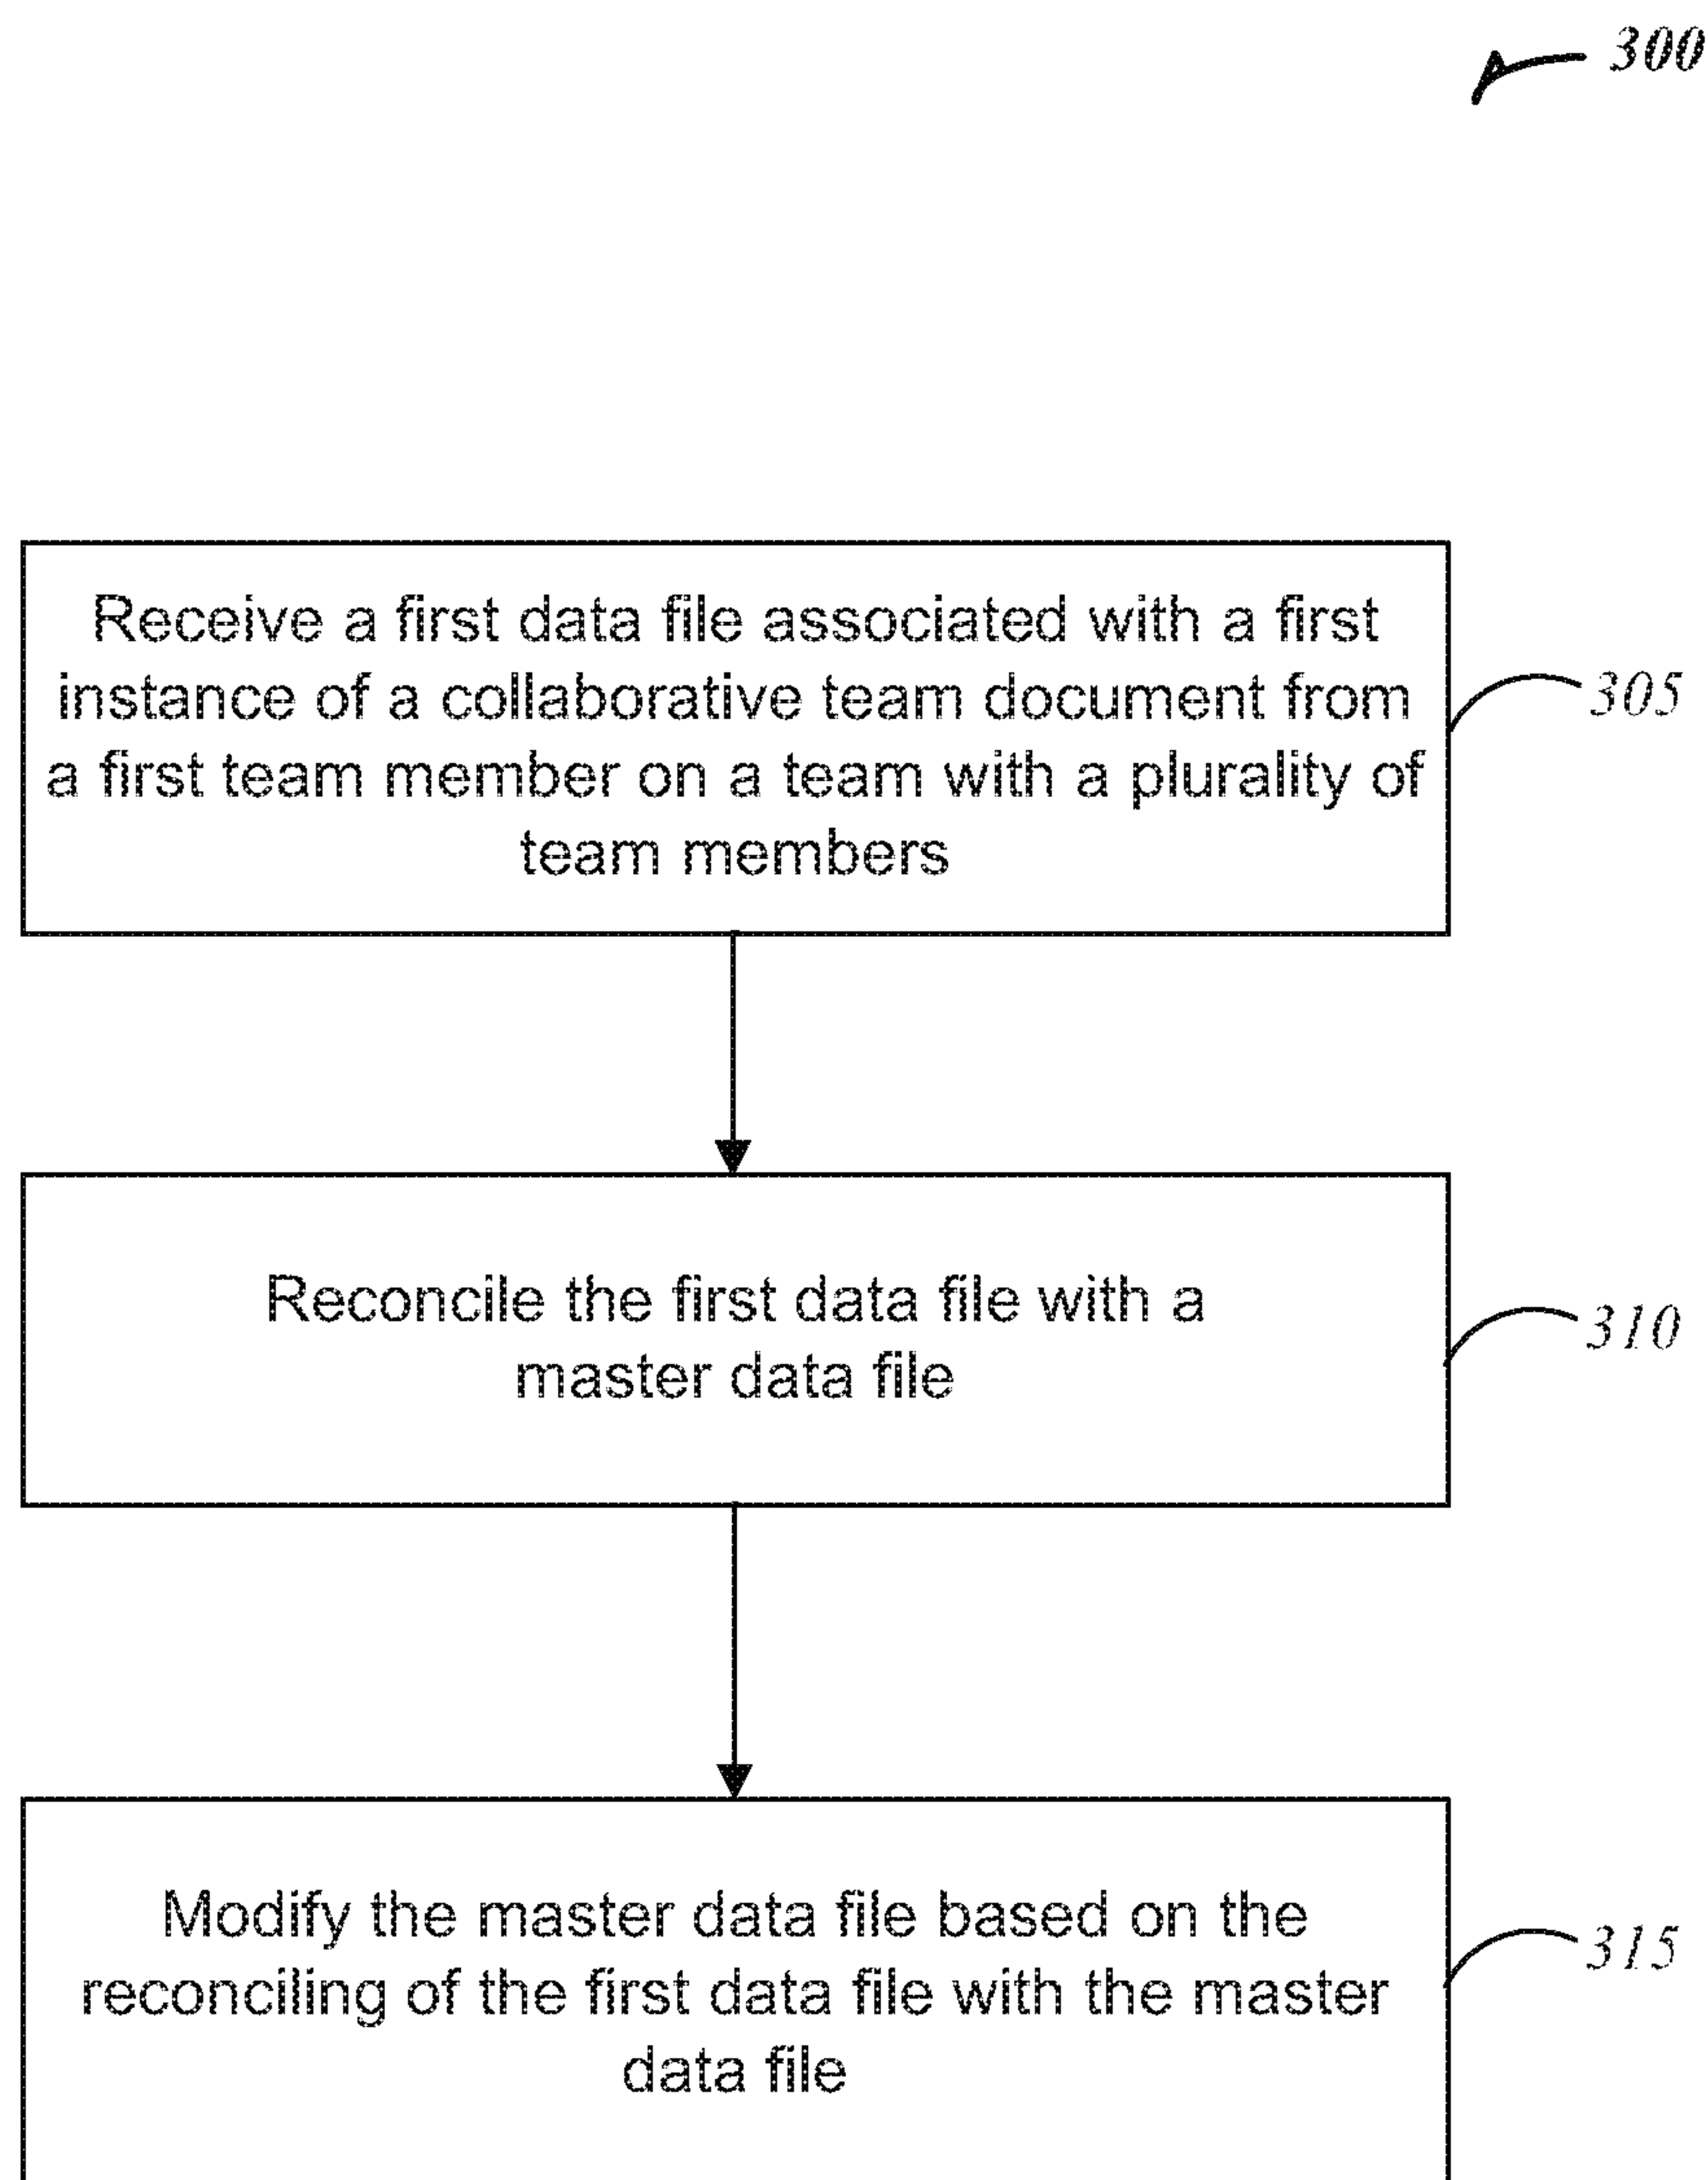 300
Receive a first data file associated with a first
instance of a collaborative team document from
a first team member on a team with a plurality of
team members
305
Reconcile the first data file with a
master data file
310
Modify the master data file based on the
reconciling of the first data file with the master
data file
315